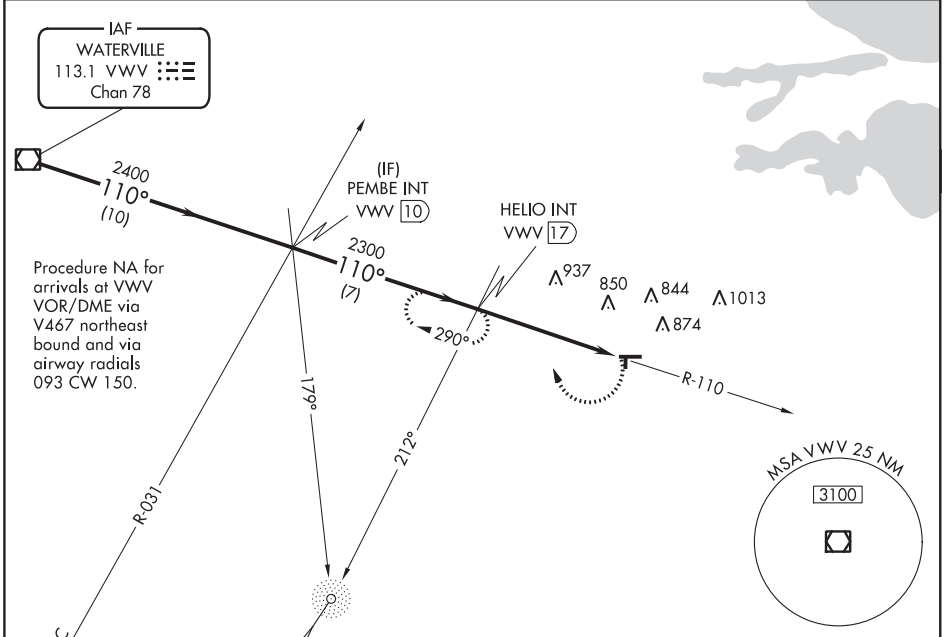 IAF
WATERVILLE
113.1 VWV
Chan 78
2400
110°
(10)
(IF)
PEMBE INT
VWV 10
2300
110°
(7)
HELIO INT
VWV 17
937
850
844
1013
874
Procedure NA for
arrivals at VWV
VOR/DME via
V467 northeast
bound and via
airway radials
093 CW 150.
290°
R-110
179°
212°
R-031
MSA VWV 25 NM
3100